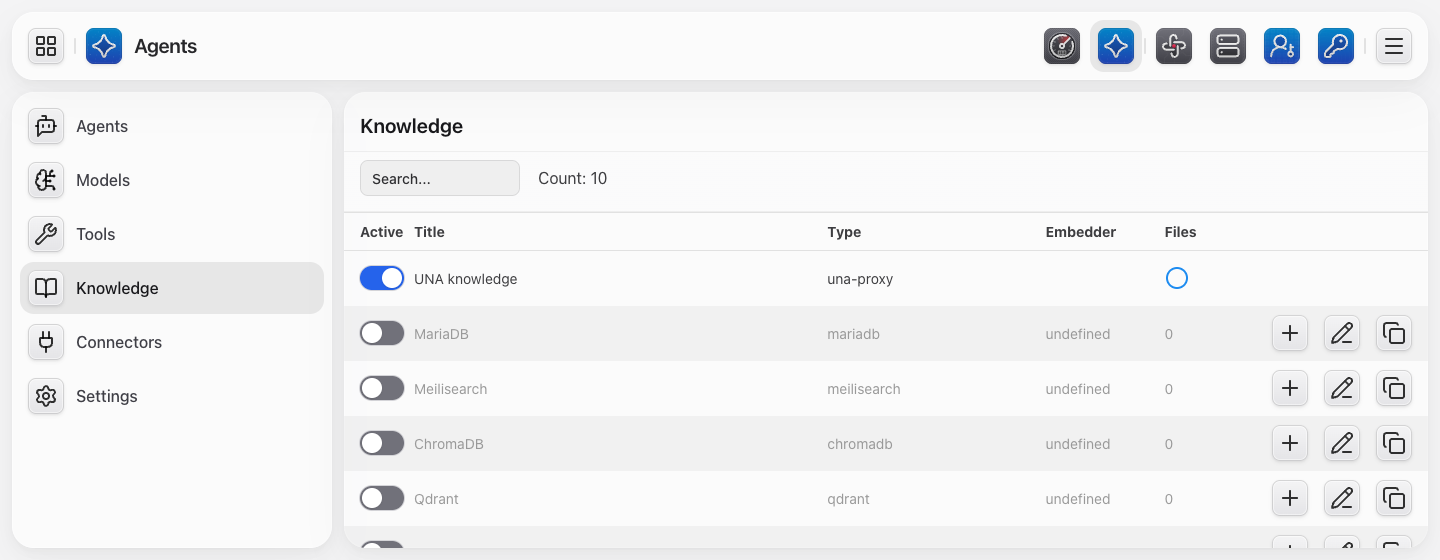 Agents
Agents
Models
Tools
Knowledge
Connectors
Settings
Knowledge
Search...
Count: 10
Active Title Type Embedder Files
UNA knowledge una-proxy
MariaDB mariadb undefined 0
Meilisearch meilisearch undefined 0
ChromaDB chromadb undefined 0
Qdrant qdrant undefined 0